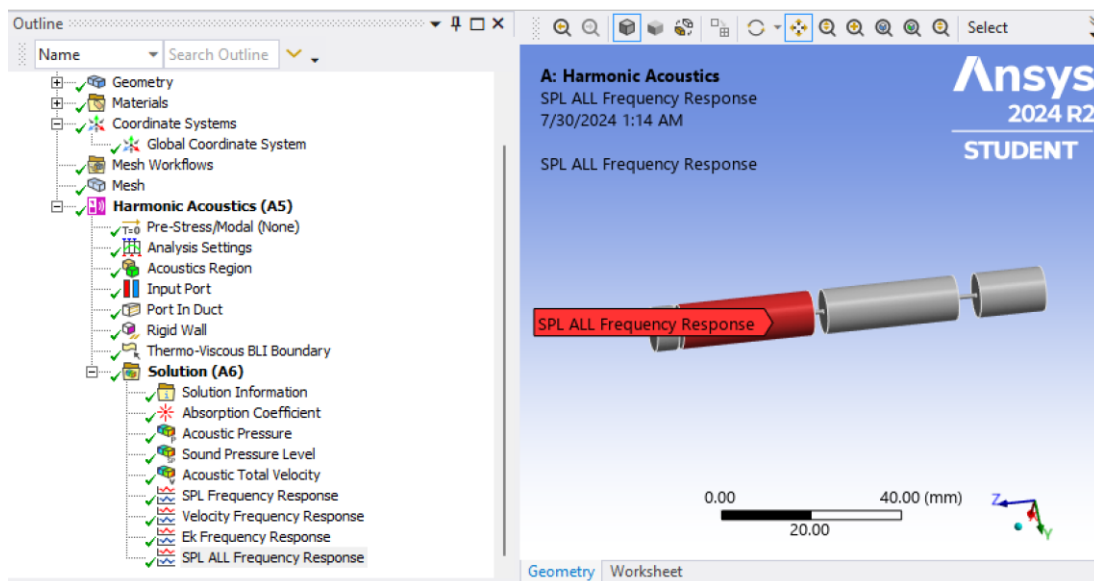 Outline
Name
Search Outline
Geometry
Materials
Coordinate Systems
Global Coordinate System
Mesh Workflows
Mesh
Harmonic Acoustics (A5)
T=0 Pre-Stress/Modal (None)
Analysis Settings
Acoustics Region
Input Port
Port In Duct
Rigid Wall
Thermo-Viscous BLI Boundary
Solution (A6)
Solution Information
Absorption Coefficient
Acoustic Pressure
Sound Pressure Level
Acoustic Total Velocity
SPL Frequency Response
Velocity Frequency Response
Ek Frequency Response
SPL ALL Frequency Response
Select
A: Harmonic Acoustics
SPL ALL Frequency Response
7/30/2024 1:14 AM
SPL ALL Frequency Response
Ansys
2024 R2
STUDENT
SPL ALL Frequency Response
0.00 40.00 (mm)
20.00
Z
Y
Geometry Worksheet